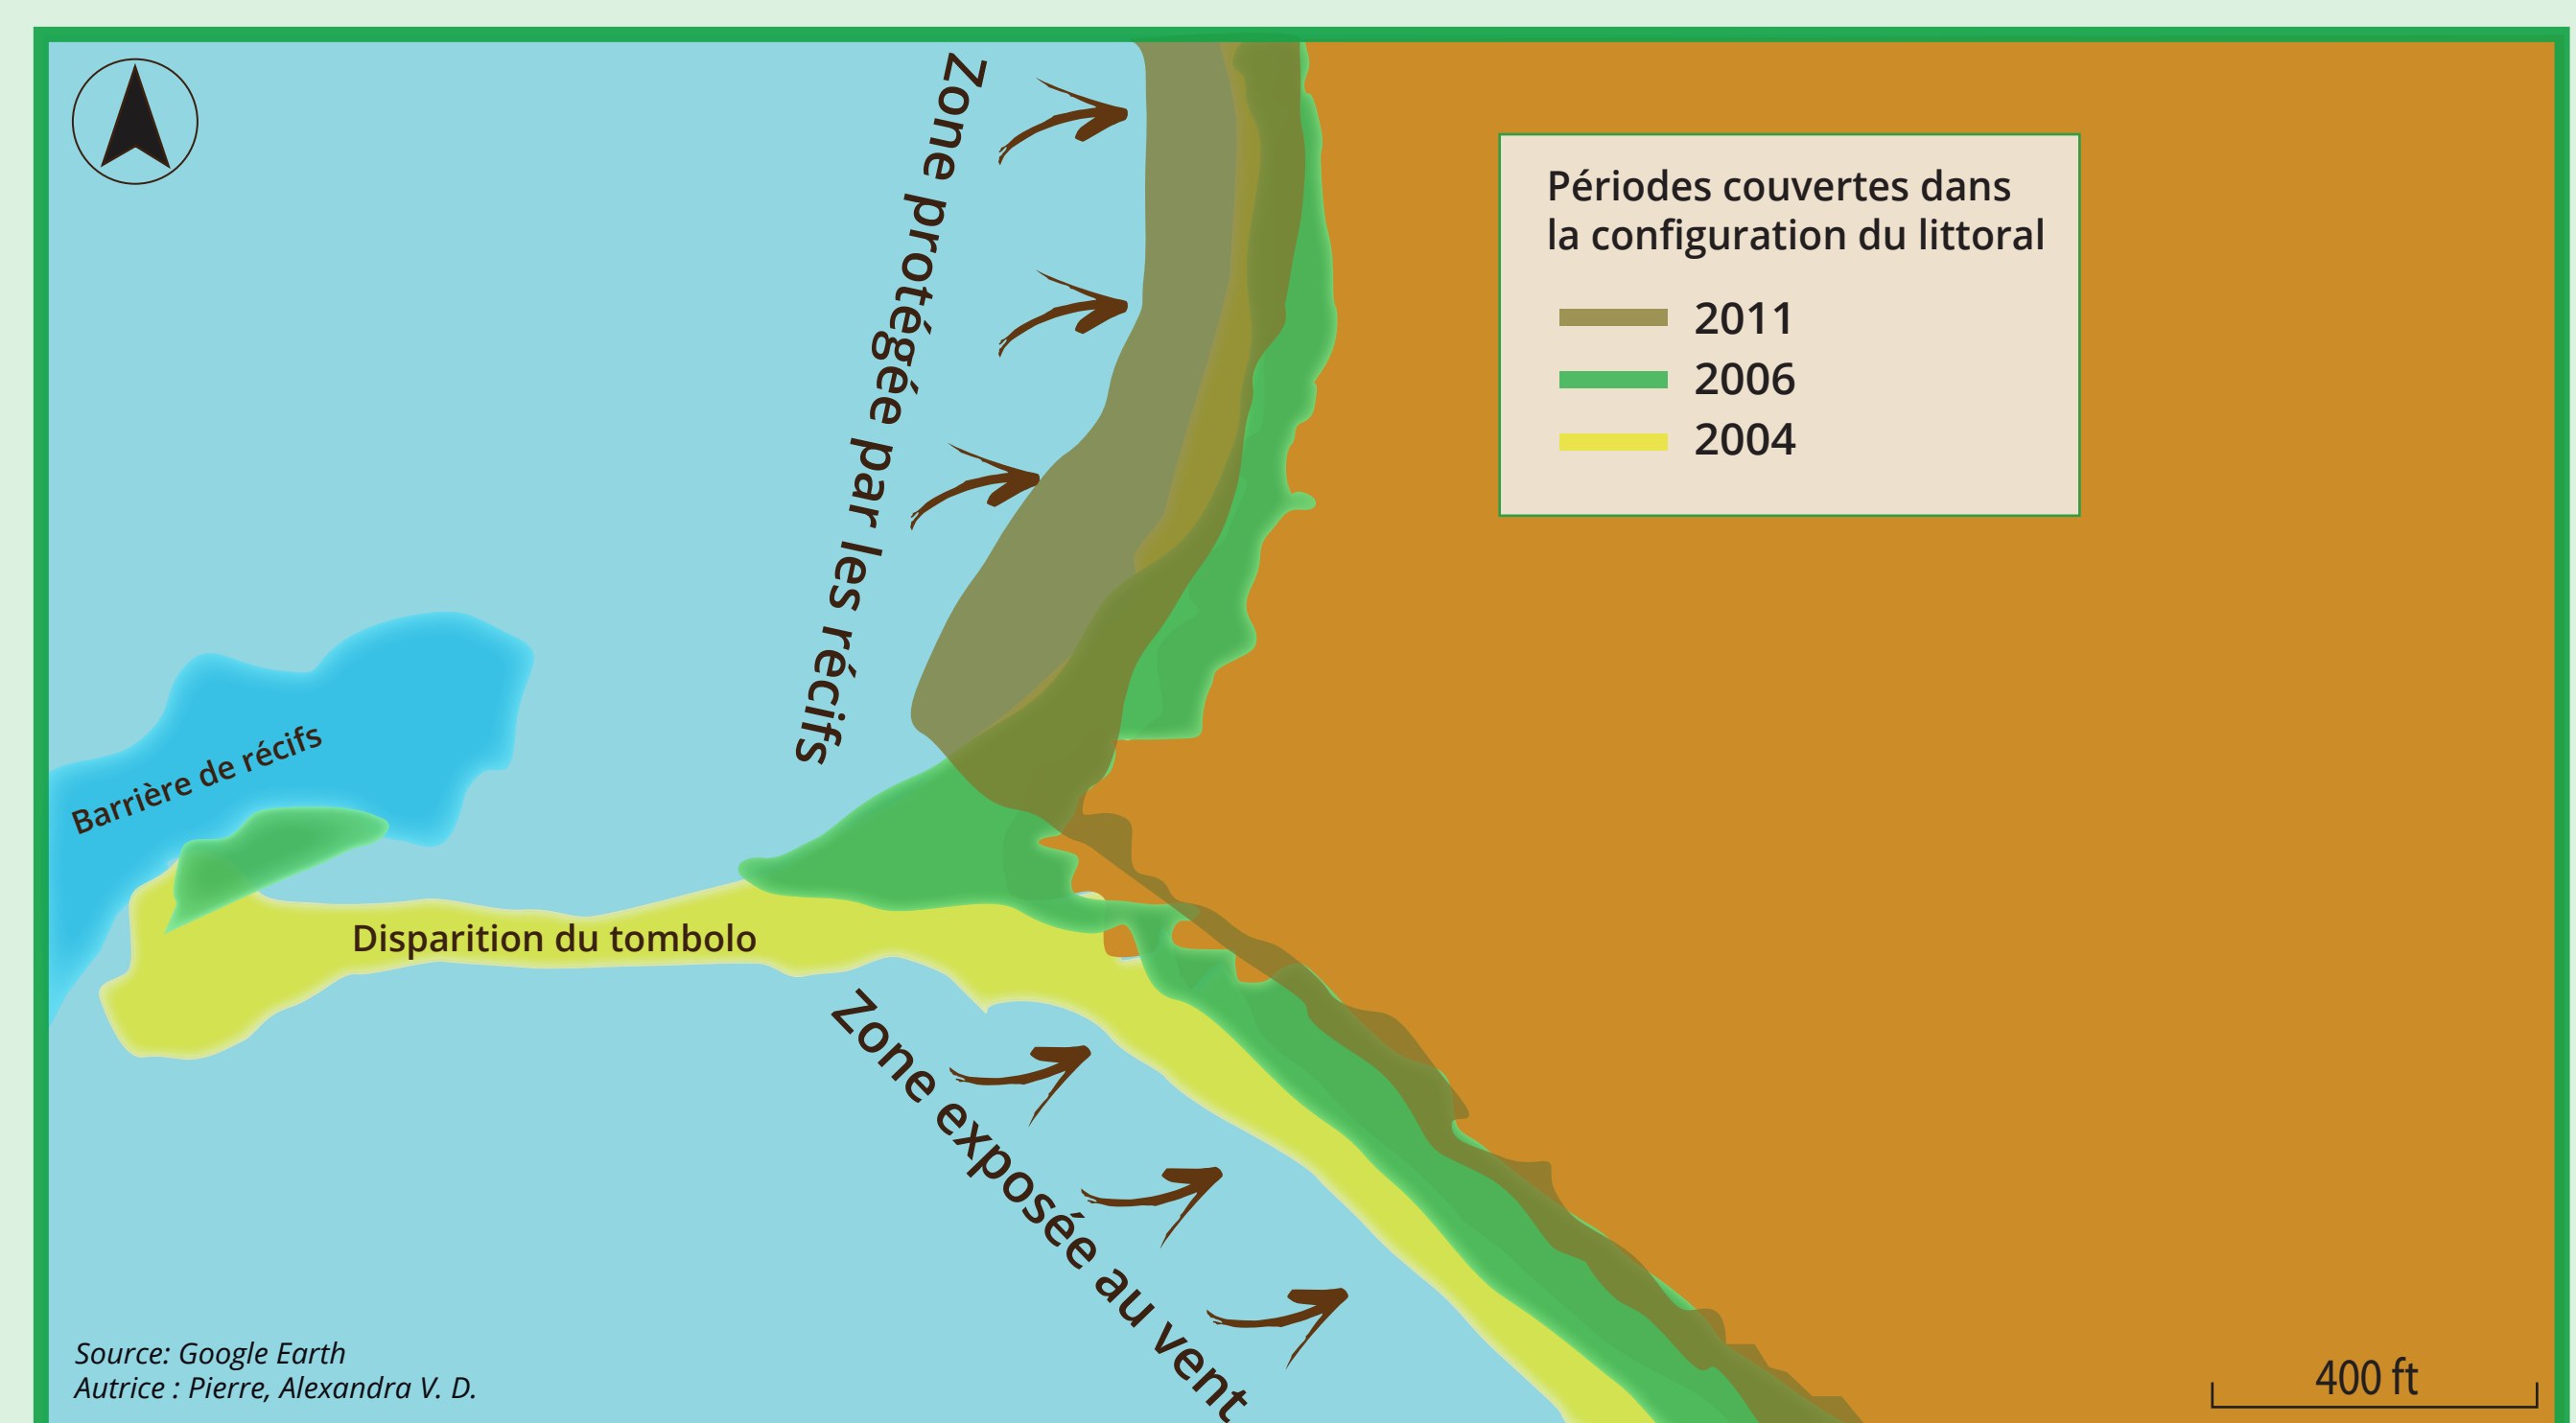 Zone protégée par les récifs
Périodes couvertes dans
la configuration du littoral
2011
2006
2004
Barrière de récifs
Disparition du tombolo
Zone exposée au vent
Source: Google Earth
Autrice : Pierre, Alexandra V. D.
400 ft